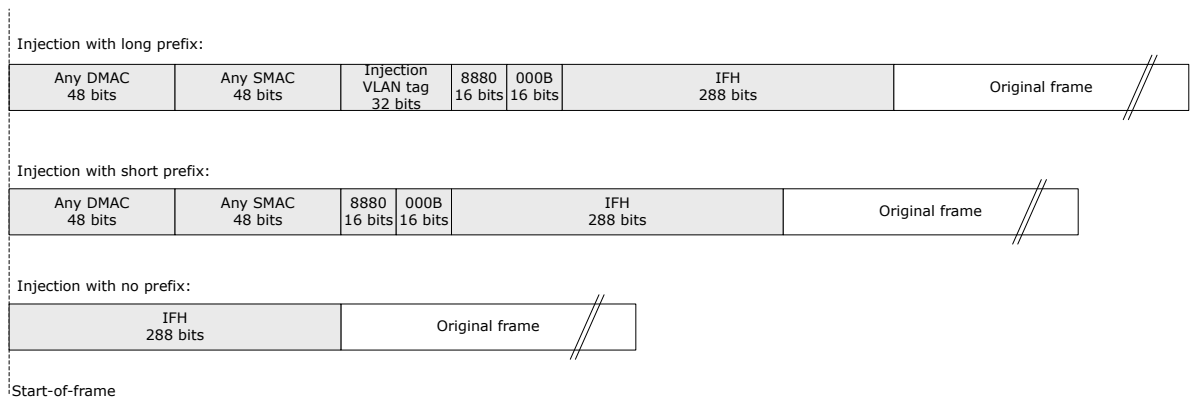 Injection with long prefix:
Any DMAC Any SMAC Injection 8880 000B IFH Original frame
48 bits 48 bits VLAN tag 16 bits 16 bits 288 bits
32 bits
Injection with short prefix:
Any DMAC Any SMAC 8880 000B IFH Original frame
48 bits 48 bits 16 bits 16 bits 288 bits
Injection with no prefix:
IFH Original frame
288 bits
Start-of-frame